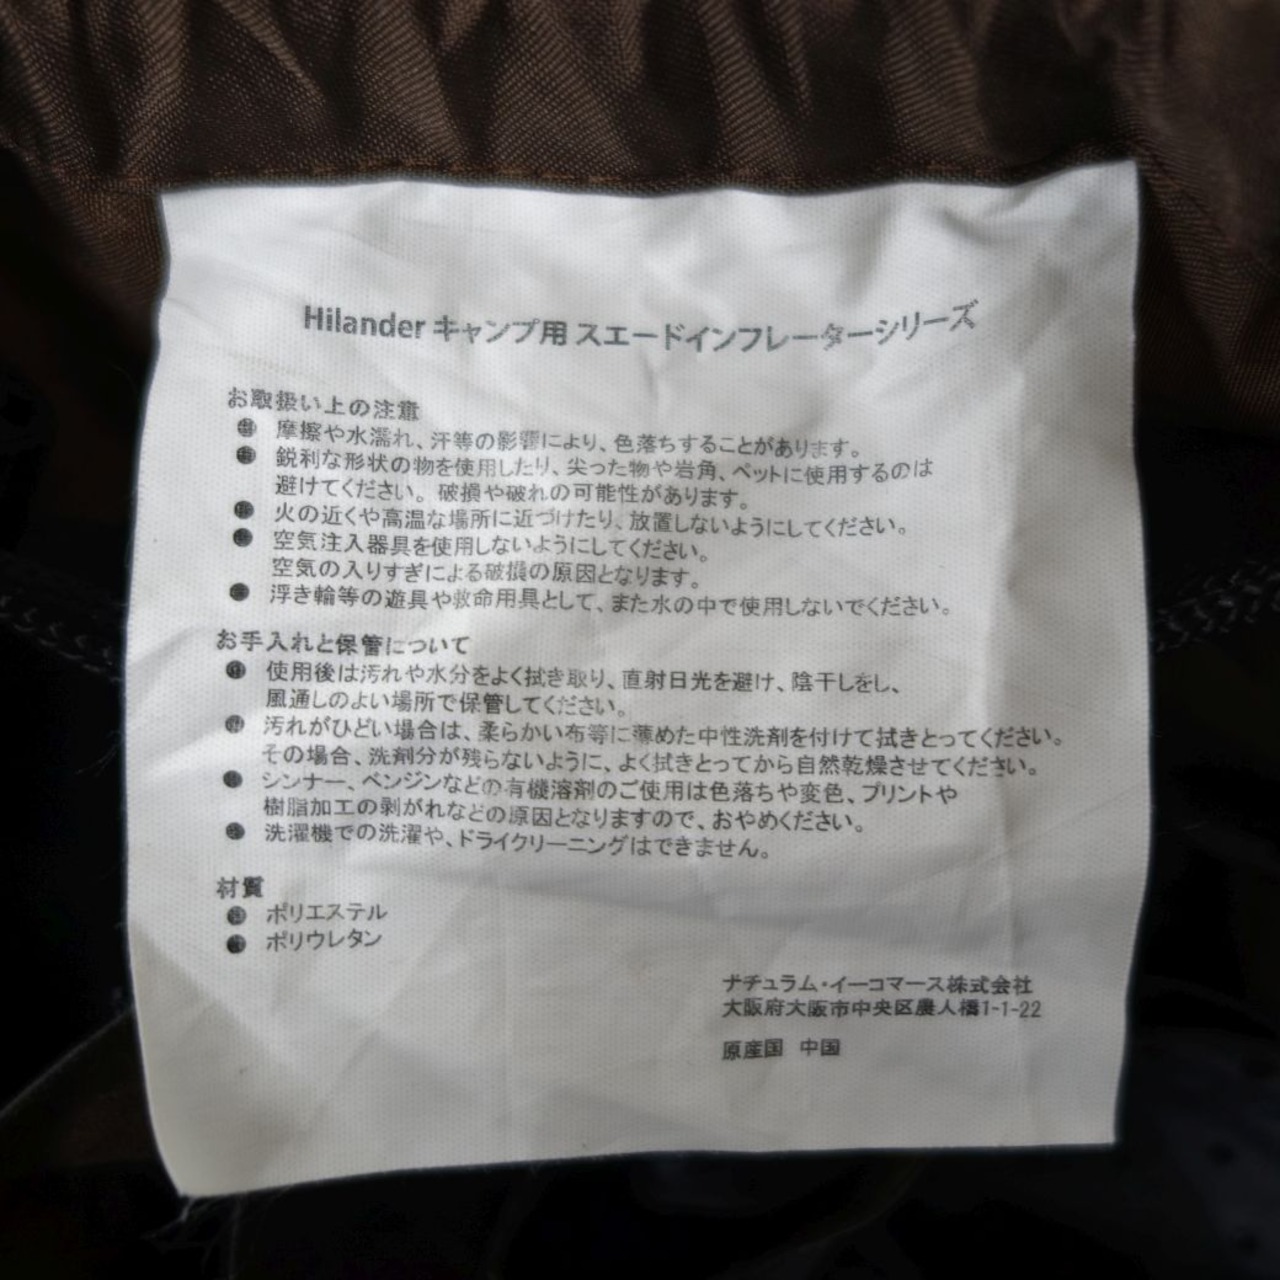 Hilander キャンプ用 スエードインフレーターシリーズ
お取扱い上の注意
● 摩擦や水濡れ、汗等の影響により、色落ちすることがあります。
● 鋭利な形状の物を使用したり、尖った物や岩角、ペットに使用するのは
避けてください。破損や破れの可能性があります。
● 火の近くや高温な場所に近づけたり、放置しないようにしてください。
● 空気注入器具を使用しないようにしてください。
空気の入りすぎによる破損の原因となります。
● 浮き輪等の遊具や救命用具として、また水の中で使用しないでください。
お手入れと保管について
● 使用後は汚れや水分をよく拭き取り、直射日光を避け、陰干しをし、
風通しのよい場所で保管してください。
● 汚れがひどい場合は、柔らかい布等に薄めた中性洗剤を付けて拭きとってください。
その場合、洗剤分が残らないように、よく拭きとってから自然乾燥させてください。
● シンナー、ベンジンなどの有機溶剤のご使用は色落ちや変色、プリントや
樹脂加工の剥がれなどの原因となりますので、おやめください。
● 洗濯機での洗濯や、ドライクリーニングはできません。
材質
● ポリエステル
● ポリウレタン
ナチュラム・イーコマース株式会社
大阪府大阪市中央区農人橋1-1-22
原産国 中国